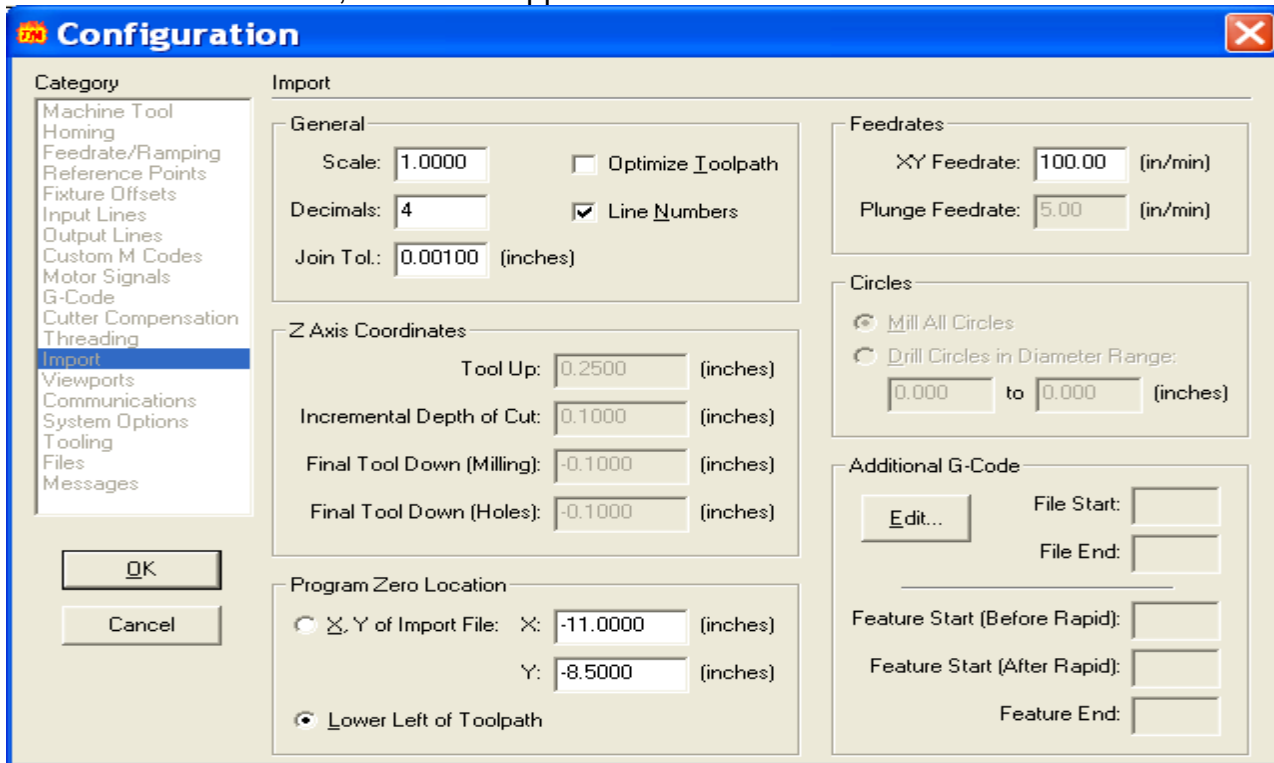 Configuration
Category
Machine Tool
Homing
Feedrate/Ramping
Reference Points
Fixture Offsets
Input Lines
Output Lines
Custom M Codes
Motor Signals
G-Code
Cutter Compensation
Threading
Import
Viewports
Communications
System Options
Tooling
Files
Messages
OK
Cancel
Import
General
Scale: 1.0000 Optimize Toolpath
Decimals: 4 Line Numbers
Join Tol.: 0.00100 (inches)
Z Axis Coordinates
Tool Up: 0.2500 (inches)
Incremental Depth of Cut: 0.1000 (inches)
Final Tool Down (Milling): -0.1000 (inches)
Final Tool Down (Holes): -0.1000 (inches)
Program Zero Location
X, Y of Import File: X: -11.0000 (inches)
Y: -8.5000 (inches)
Lower Left of Toolpath
Feedrates
XY Feedrate: 100.00 (in/min)
Plunge Feedrate: 5.00 (in/min)
Circles
Mill All Circles
Drill Circles in Diameter Range:
0.000 to 0.000 (inches)
Additional G-Code
Edit... File Start:
File End:
Feature Start (Before Rapid):
Feature Start (After Rapid):
Feature End: